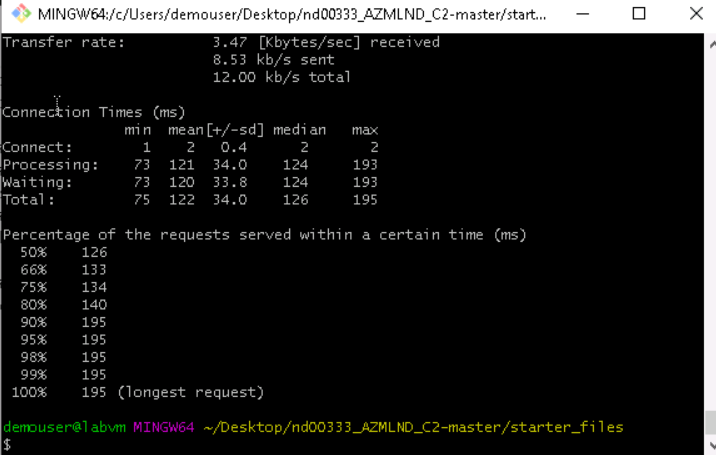 MINGW64:/c/Users/demouser/Desktop/nd00333_AZMLND_C2-master/start...
Transfer rate:          3.47 [Kbytes/sec] received
                        8.53 kb/s sent
                        12.00 kb/s total

Connection Times (ms)
              min  mean[+/-sd] median   max
Connect:        1    2   0.4      2       2
Processing:    73  121  34.0    124     193
Waiting:       73  120  33.8    124     193
Total:         75  122  34.0    126     195

Percentage of the requests served within a certain time (ms)
  50%    126
  66%    133
  75%    134
  80%    140
  90%    195
  95%    195
  98%    195
  99%    195
 100%    195 (longest request)

demouser@labvm MINGW64 ~/Desktop/nd00333_AZMLND_C2-master/starter_files
$